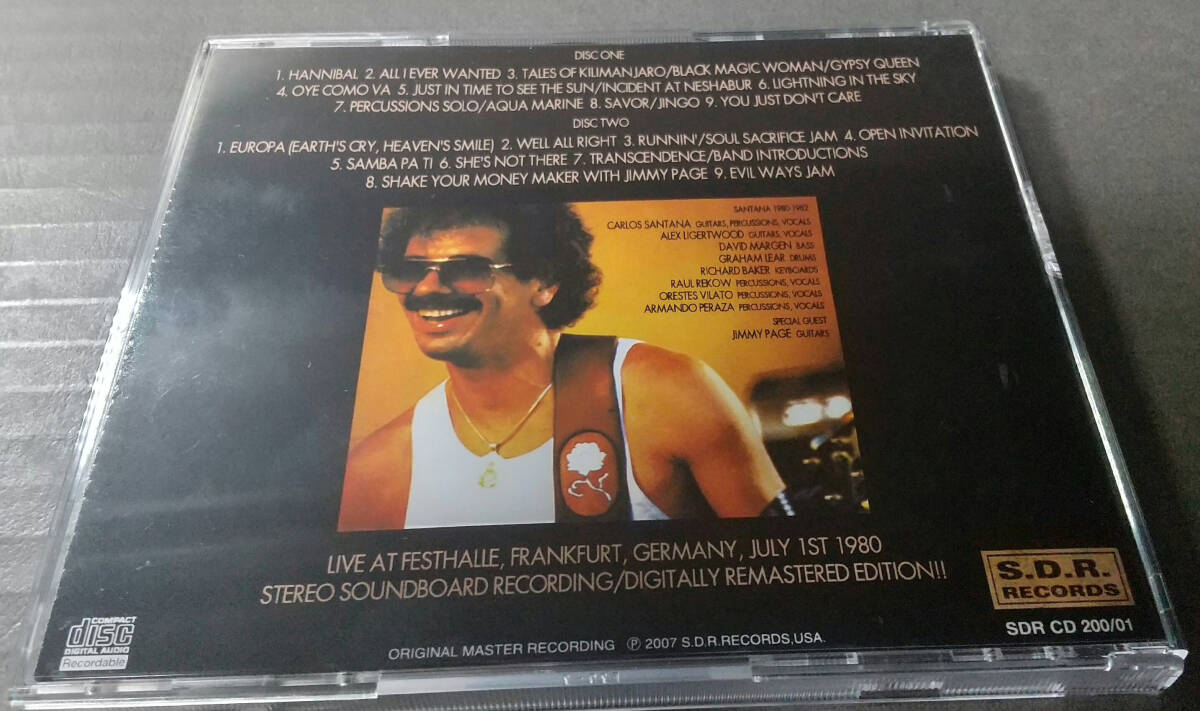 DISC ONE
1. HANNIBAL 2. ALL I EVER WANTED 3. TALES OF KILIMANJARO/BLACK MAGIC WOMAN/GYPSY QUEEN
4. OYE COMO VA 5. JUST IN TIME TO SEE THE SUN/INCIDENT AT NESHABUR 6. LIGHTNING IN THE SKY
7. PERCUSSIONS SOLO/AQUA MARINE 8. SAVOR/JINGO 9. YOU JUST DON'T CARE
DISC TWO
1. EUROPA (EARTH'S CRY, HEAVEN'S SMILE) 2. WELL ALL RIGHT 3. RUNNIN'/SOUL SACRIFICE JAM 4. OPEN INVITATION
5. SAMBA PA TI 6. SHE'S NOT THERE 7. TRANSCENDENCE/BAND INTRODUCTIONS
8. SHAKE YOUR MONEY MAKER WITH JIMMY PAGE 9. EVIL WAYS JAM
SANTANA 1980-1982
CARLOS SANTANA GUITARS, PERCUSSIONS, VOCALS
ALEX LIGERTWOOD GUITARS, VOCALS
DAVID MARGEN BASS
GRAHAM LEAR DRUMS
RICHARD BAKER KEYBOARDS
RAUL REKOW PERCUSSIONS, VOCALS
ORESTES VILATO PERCUSSIONS, VOCALS
ARMANDO PERAZA PERCUSSIONS, VOCALS
SPECIAL GUEST
JIMMY PAGE GUITARS
LIVE AT FESTHALLE, FRANKFURT, GERMANY, JULY 1ST 1980
STEREO SOUNDBOARD RECORDING/DIGITALLY REMASTERED EDITION!!
S.D.R.
RECORDS
SDR CD 200/01
COMPACT
disc
DIGITAL AUDIO
Recordable
ORIGINAL MASTER RECORDING ℗ 2007 S.D.R.RECORDS,USA.